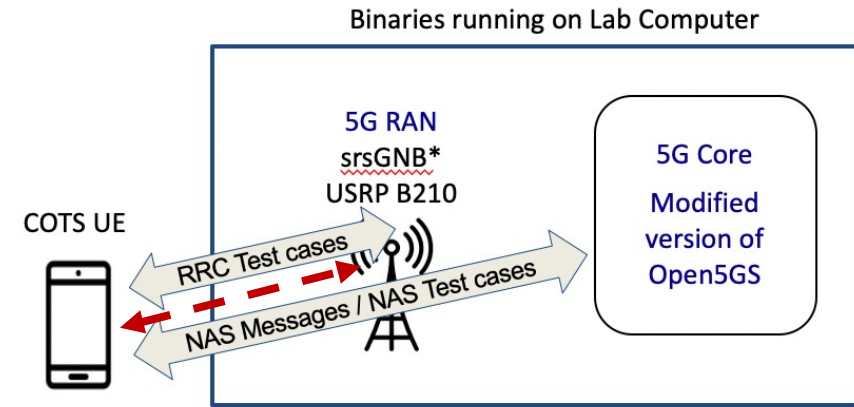 Binaries running on Lab Computer
5G RAN
srsGNB*
USRP B210
5G Core
Modified
version of
Open5GS
COTS UE
RRC Test cases
NAS Messages / NAS Test cases